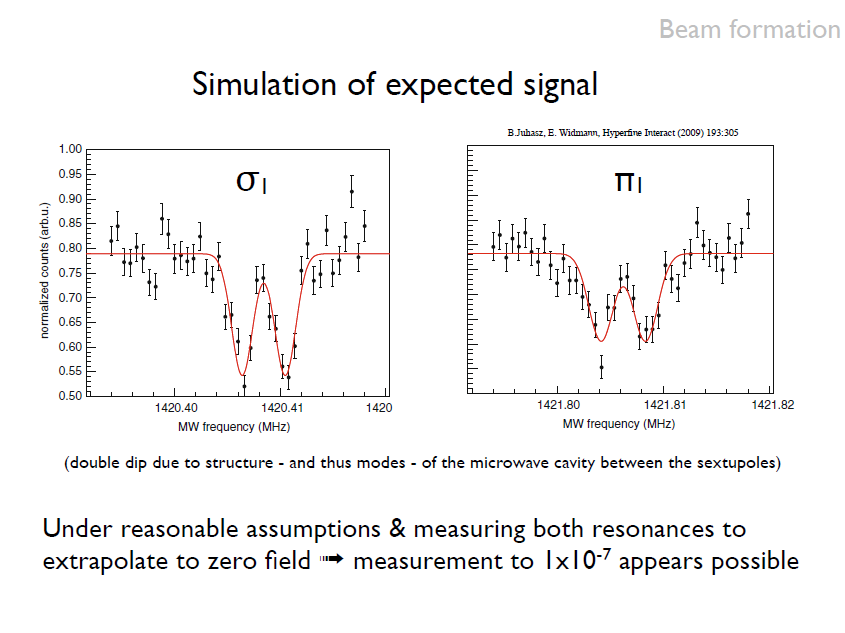 Beam formation
Simulation of expected signal
B.Juhasz, E. Widmann, Hyperfine Interact (2009) 193:305
normalized counts (arb.u.)
1.00
0.95
0.90
0.85
0.80
0.75
0.70
0.65
0.60
0.55
0.50
σ1
1420.40 1420.41 1420
MW frequency (MHz)
π1
1421.80 1421.81 1421.82
MW frequency (MHz)
(double dip due to structure - and thus modes - of the microwave cavity between the sextupoles)
Under reasonable assumptions & measuring both resonances to
extrapolate to zero field ➠ measurement to 1x10⁻⁷ appears possible